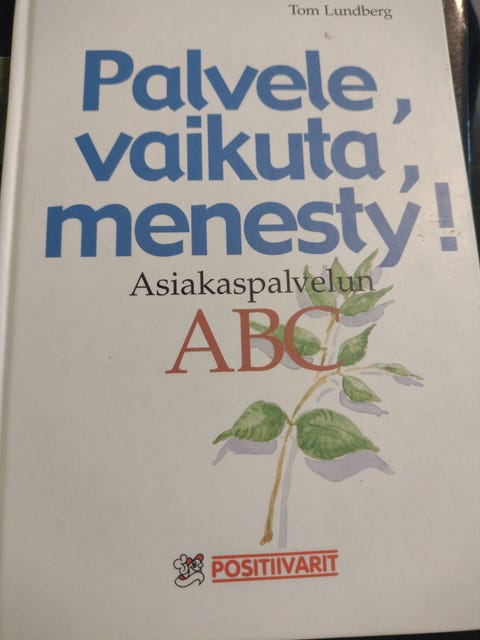 Tom Lundberg
Palvele,
vaikuta,
menesty!
Asiakaspalvelun
ABC
POSITIIVARIT